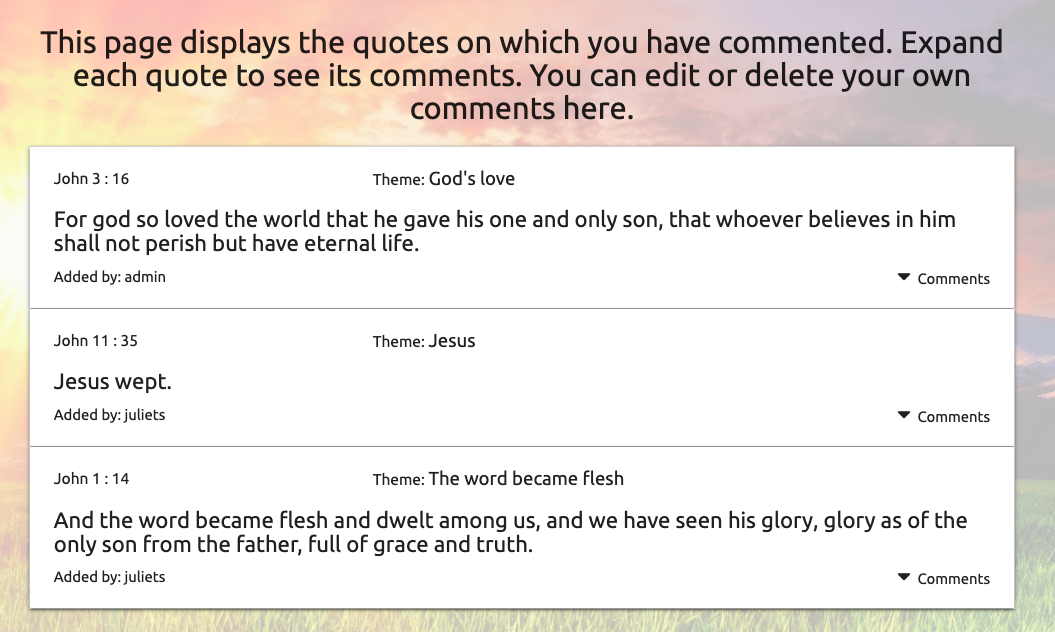 This page displays the quotes on which you have commented. Expand
each quote to see its comments. You can edit or delete your own
comments here.
John 3 : 16 Theme: God's love
For god so loved the world that he gave his one and only son, that whoever believes in him
shall not perish but have eternal life.
Added by: admin Comments
John 11 : 35 Theme: Jesus
Jesus wept.
Added by: juliets Comments
John 1 : 14 Theme: The word became flesh
And the word became flesh and dwelt among us, and we have seen his glory, glory as of the
only son from the father, full of grace and truth.
Added by: juliets Comments